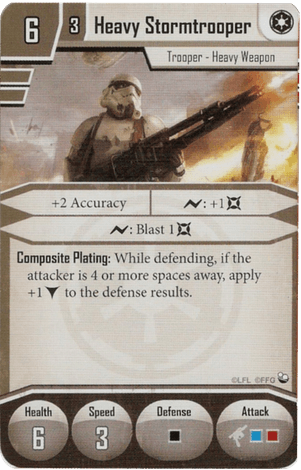 6 3 Heavy Stormtrooper
Trooper - Heavy Weapon
+2 Accuracy : +1
: Blast 1
Composite Plating: While defending, if the
attacker is 4 or more spaces away, apply
+1 to the defense results.
©LFL ©FFG
Health Speed Defense Attack
6 3